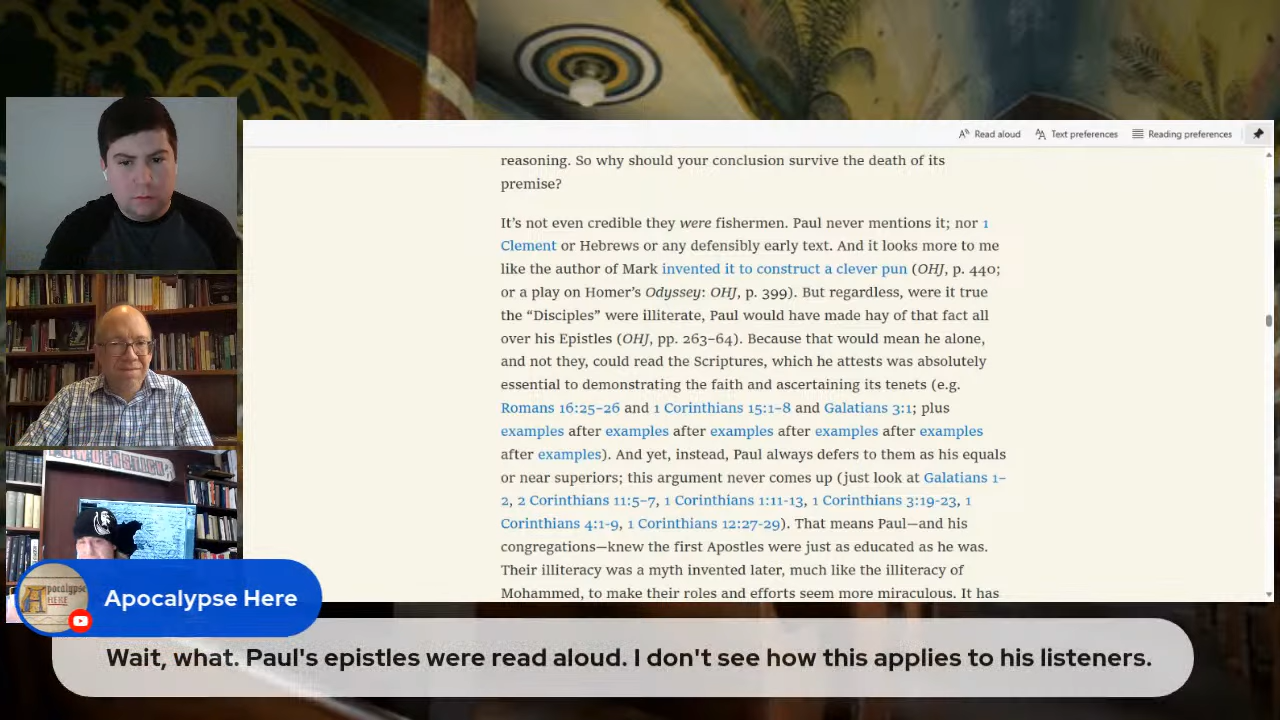 Read aloud
Text preferences
Reading preferences
reasoning. So why should your conclusion survive the death of its
premise?
It’s not even credible they were fishermen. Paul never mentions it; nor 1
Clement or Hebrews or any defensibly early text. And it looks more to me
like the author of Mark invented it to construct a clever pun (OHJ, p. 440;
or a play on Homer’s Odyssey: OHJ, p. 399). But regardless, were it true
the “Disciples” were illiterate, Paul would have made hay of that fact all
over his Epistles (OHJ, pp. 263–64). Because that would mean he alone,
and not they, could read the Scriptures, which he attests was absolutely
essential to demonstrating the faith and ascertaining its tenets (e.g.
Romans 16:25–26 and 1 Corinthians 15:1–8 and Galatians 3:1; plus
examples after examples after examples after examples after examples
after examples). And yet, instead, Paul always defers to them as his equals
or near superiors; this argument never comes up (just look at Galatians 1–
2, 2 Corinthians 11:5–7, 1 Corinthians 1:11-13, 1 Corinthians 3:19-23, 1
Corinthians 4:1-9, 1 Corinthians 12:27-29). That means Paul—and his
congregations—knew the first Apostles were just as educated as he was.
Their illiteracy was a myth invented later, much like the illiteracy of
Mohammed, to make their roles and efforts seem more miraculous. It has
Apocalypse
HERE
Apocalypse Here
Wait, what. Paul's epistles were read aloud. I don't see how this applies to his listeners.